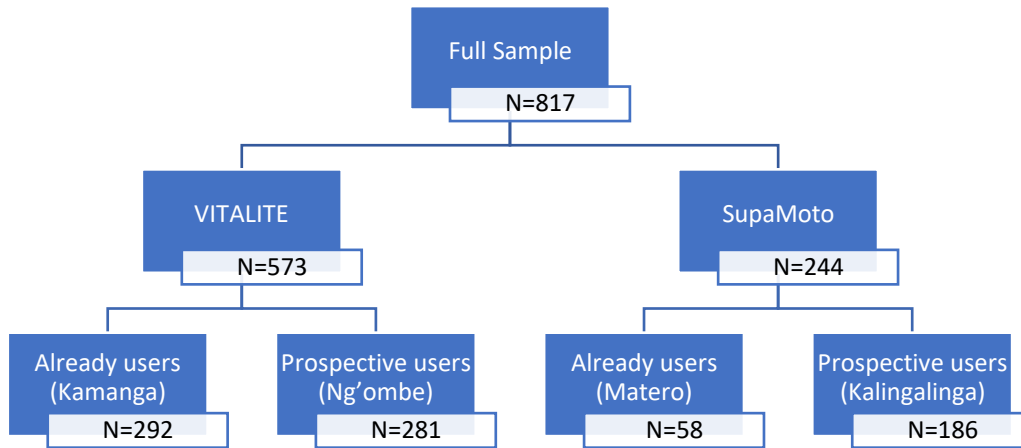 Full Sample
N=817
VITALITE
N=573
SupaMoto
N=244
Already users
(Kamanga)
N=292
Prospective users
(Ng’ombe)
N=281
Already users
(Matero)
N=58
Prospective users
(Kalingalinga)
N=186